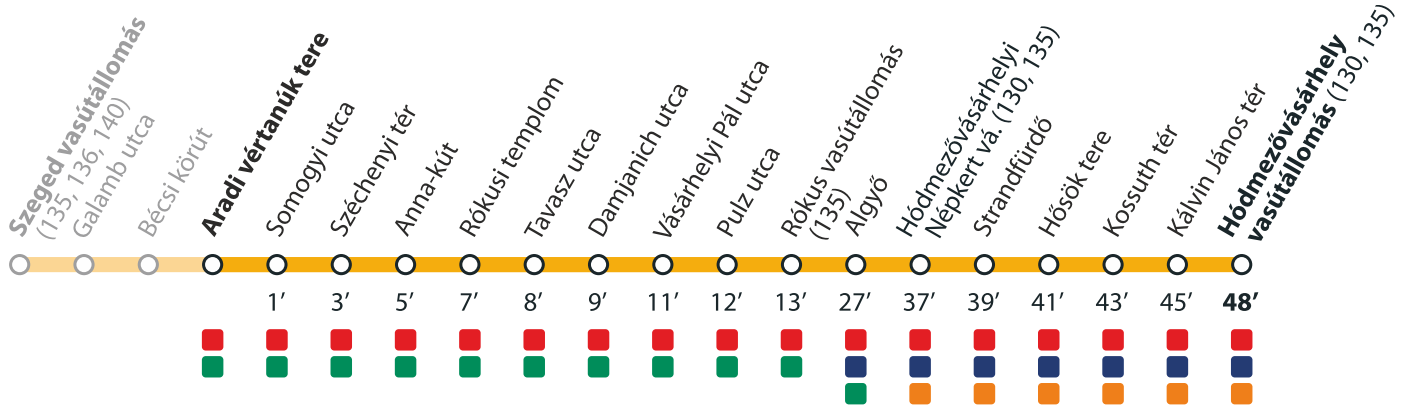 Szeged vasútállomás
(135, 136, 140)
Galamb utca
Bécsi körút
Aradi vértanúk tere
Somogyi utca
Széchenyi tér
Anna-kút
Rókusi templom
Tavasz utca
Damjanich utca
Vásárhelyi Pál utca
Pulz utca
Rókus vasútállomás
(135)
Algyő
Hódmezővásárhelyi
Népkert vá. (130, 135)
Strandfürdő
Hősök tere
Kossuth tér
Kálvin János tér
Hódmezővásárhely
vasútállomás (130, 135)
1’ 3’ 5’ 7’ 8’ 9’ 11’ 12’ 13’ 27’ 37’ 39’ 41’ 43’ 45’ 48’